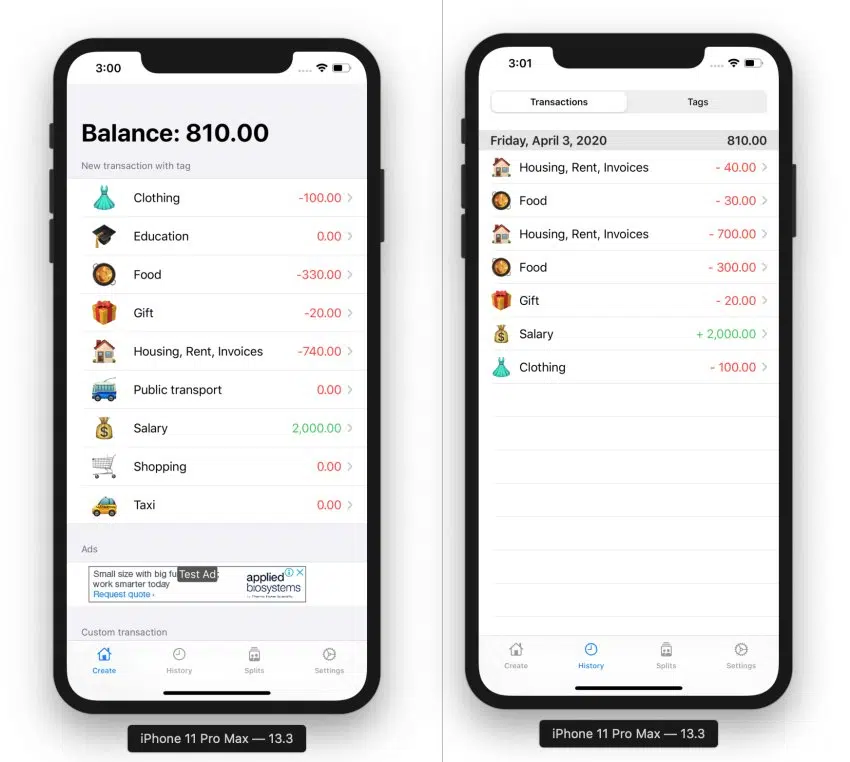 3:00
Balance: 810.00
New transaction with tag
Clothing -100.00
Education 0.00
Food -330.00
Gift -20.00
Housing, Rent, Invoices -740.00
Public transport 0.00
Salary 2,000.00
Shopping 0.00
Taxi 0.00
Ads
Small size with big fu
Test Ad
work smarter today
Request quote ›
applied
biosystems
Custom transaction
Create History Splits Settings
iPhone 11 Pro Max — 13.3
3:01
Transactions Tags
Friday, April 3, 2020 810.00
Housing, Rent, Invoices - 40.00
Food - 30.00
Housing, Rent, Invoices - 700.00
Food - 300.00
Gift - 20.00
Salary + 2,000.00
Clothing - 100.00
Create History Splits Settings
iPhone 11 Pro Max — 13.3